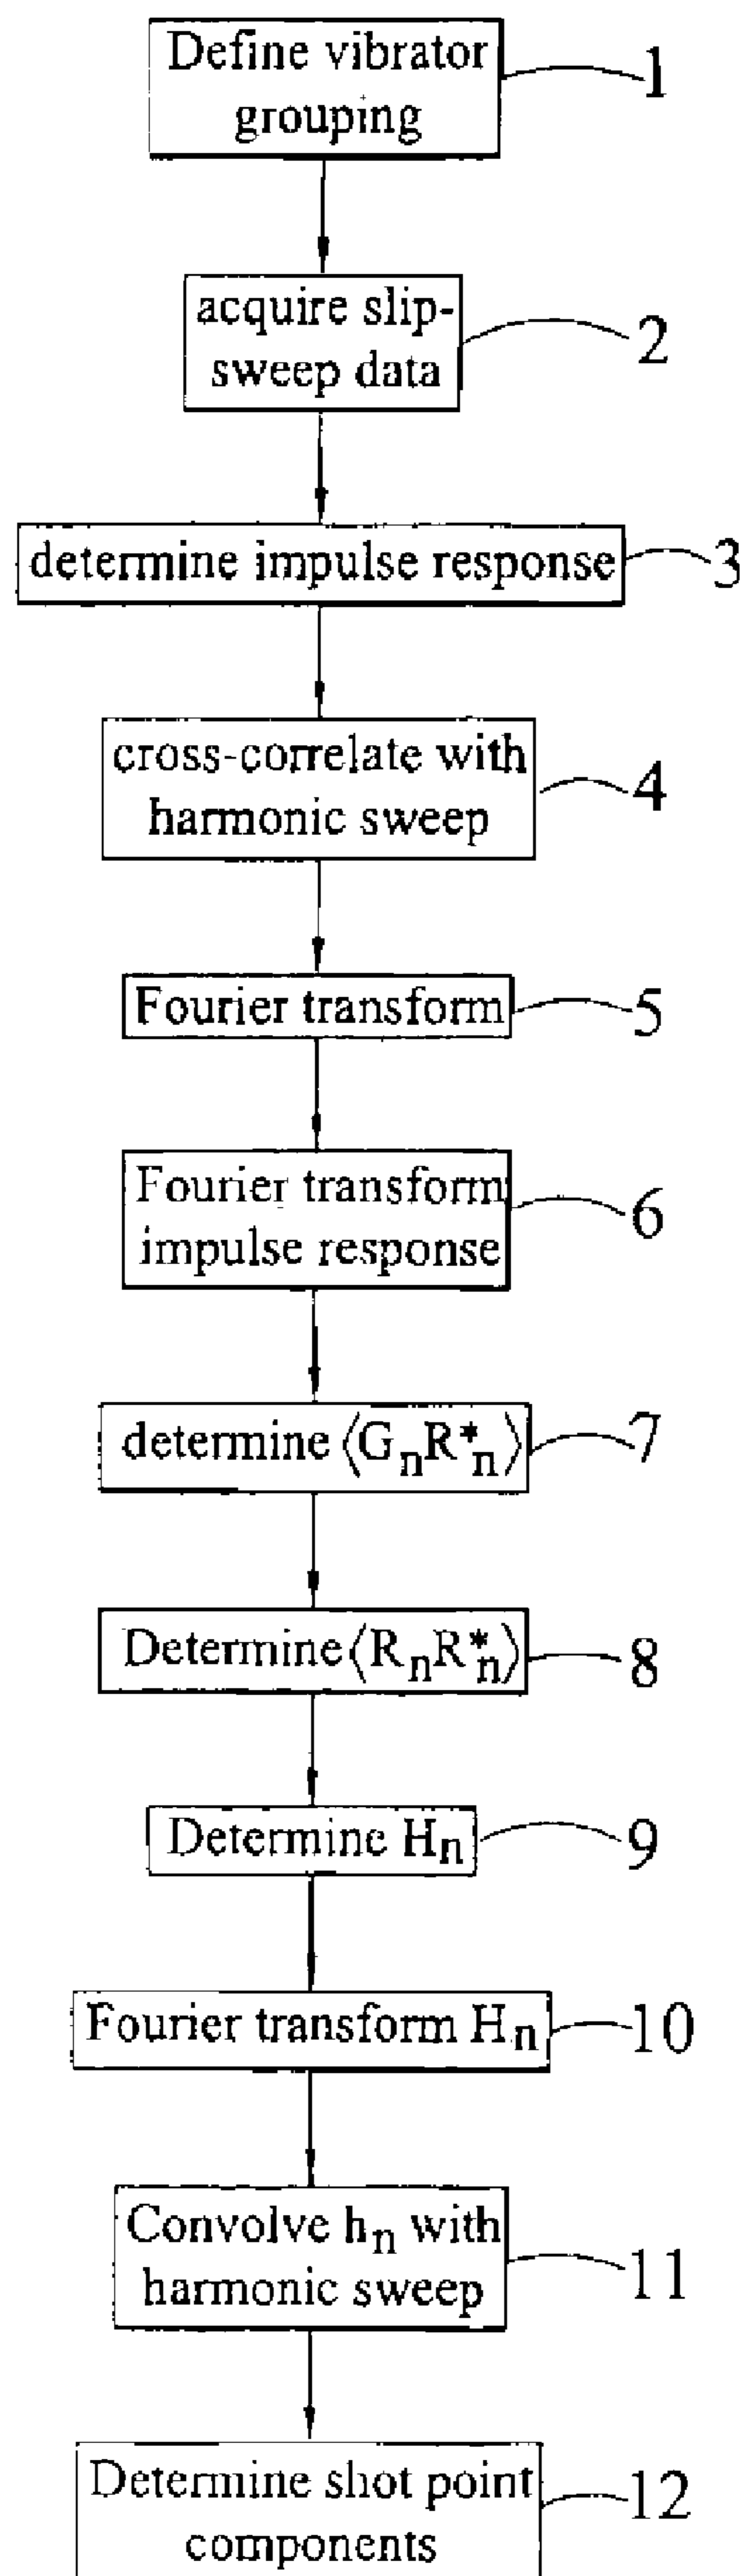 Define vibrator
grouping
1
acquire slip-
sweep data
2
determine impulse response
3
cross-correlate with
harmonic sweep
4
Fourier transform
5
Fourier transform
impulse response
6
determine ⟨GnR*n⟩
7
Determine⟨RnR*n⟩
8
Determine Hn
9
Fourier transform Hn
10
Convolve hn with
harmonic sweep
11
Determine shot point
components
12